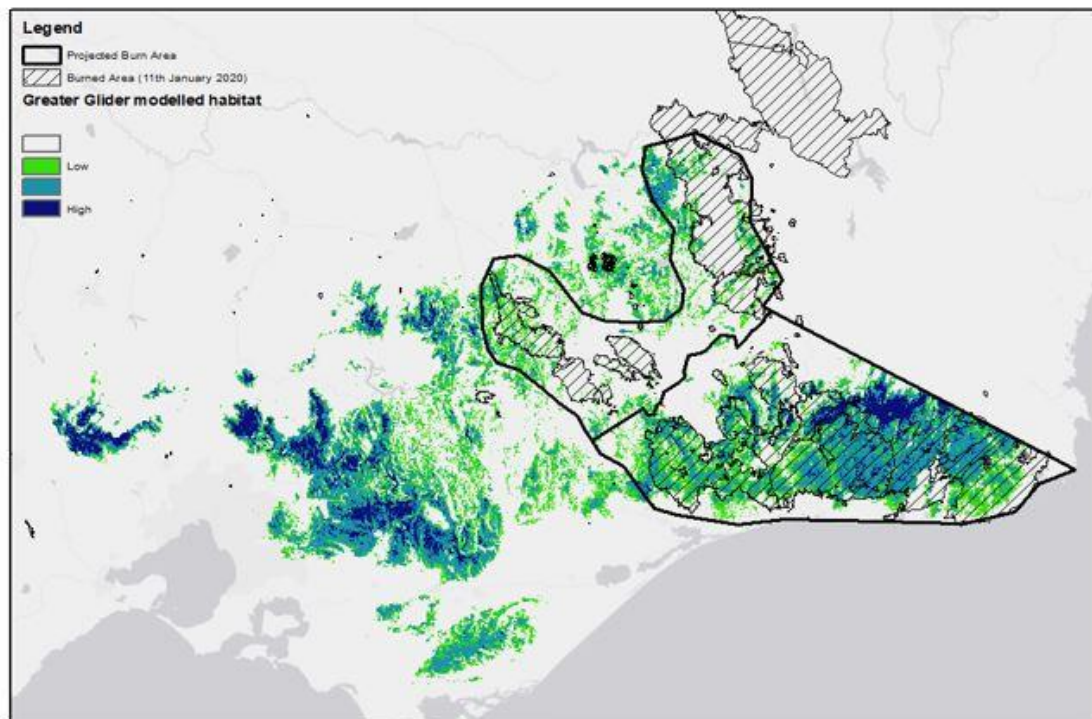 Legend
Projected Burn Area
Burned Area (11th January 2020)
Greater Glider modelled habitat
Low
High